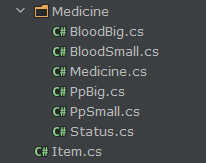 Medicine
C# BloodBig.cs
C# BloodSmall.cs
C# Medicine.cs
C# PpBig.cs
C# PpSmall.cs
C# Status.cs
C# Item.cs